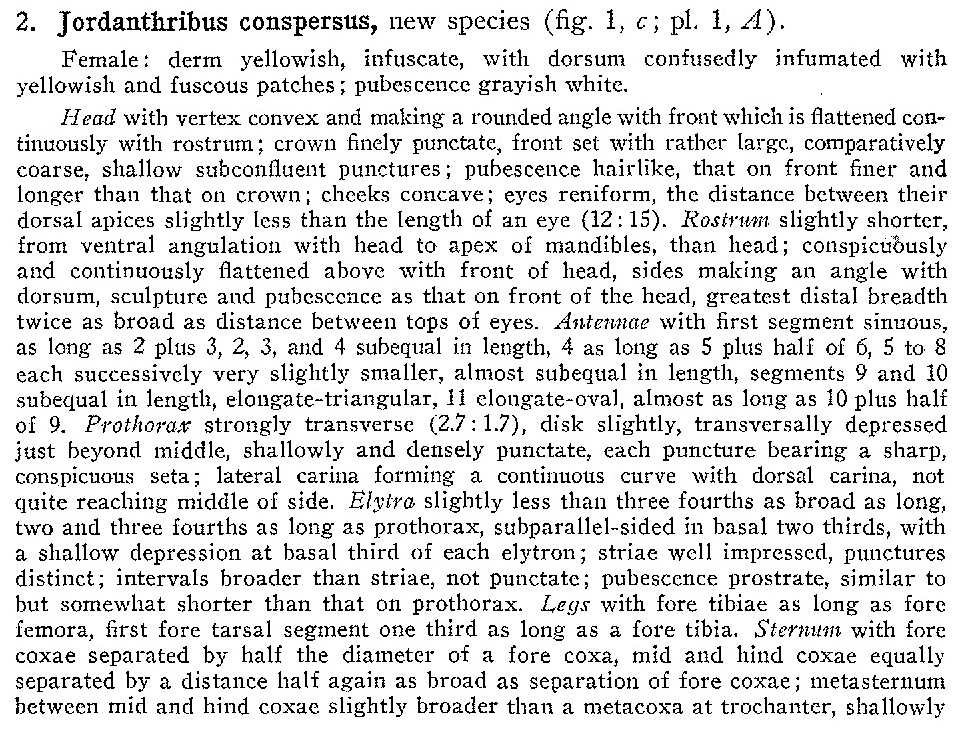 2. Jordanthribus conspersus, new species (fig. 1, c; pl. 1, A).
Female: derm yellowish, infuscate, with dorsum confusedly infumated with
yellowish and fuscous patches; pubescence grayish white.
Head with vertex convex and making a rounded angle with front which is flattened con-
tinuously with rostrum; crown finely punctate, front set with rather large, comparatively
coarse, shallow subconfluent punctures; pubescence hairlike, that on front finer and
longer than that on crown; cheeks concave; eyes reniform, the distance between their
dorsal apices slightly less than the length of an eye (12:15). Rostrum slightly shorter,
from ventral angulation with head to apex of mandibles, than head; conspicuously
and continuously flattened above with front of head, sides making an angle with
dorsum, sculpture and pubescence as that on front of the head, greatest distal breadth
twice as broad as distance between tops of eyes. Antennae with first segment sinuous,
as long as 2 plus 3, 2, 3, and 4 subequal in length, 4 as long as 5 plus half of 6, 5 to 8
each successively very slightly smaller, almost subequal in length, segments 9 and 10
subequal in length, elongate-triangular, 11 elongate-oval, almost as long as 10 plus half
of 9. Prothorax strongly transverse (2.7:1.7), disk slightly, transversally depressed
just beyond middle, shallowly and densely punctate, each puncture bearing a sharp,
conspicuous seta; lateral carina forming a continuous curve with dorsal carina, not
quite reaching middle of side. Elytra slightly less than three fourths as broad as long,
two and three fourths as long as prothorax, subparallel-sided in basal two thirds, with
a shallow depression at basal third of each elytron; striae well impressed, punctures
distinct; intervals broader than striae, not punctate; pubescence prostrate, similar to
but somewhat shorter than that on prothorax. Legs with fore tibiae as long as fore
femora, first fore tarsal segment one third as long as a fore tibia. Sternum with fore
coxae separated by half the diameter of a fore coxa, mid and hind coxae equally
separated by a distance half again as broad as separation of fore coxae; metasternum
between mid and hind coxae slightly broader than a metacoxa at trochanter, shallowly